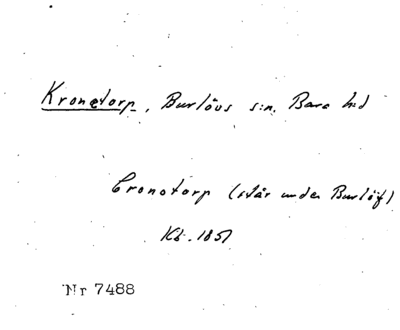 Kronetorp, Burlövs s:n. Bara hd
Cronotorp (står under Burlöf)
Kb. 1851
Nr 7488